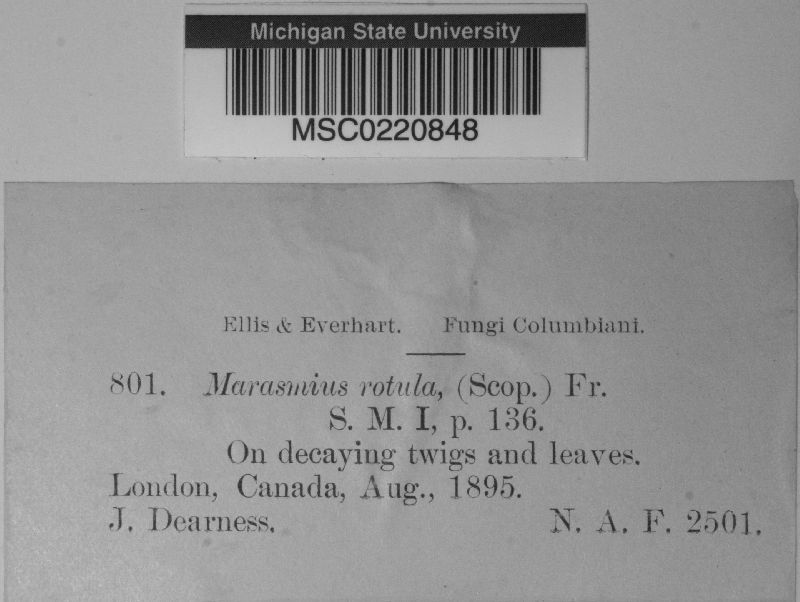 Michigan State University
MSC0220848
Ellis & Everhart. Fungi Columbiani.
801. Marasmius rotula, (Scop.) Fr.
S. M. I, p. 136.
On decaying twigs and leaves.
London, Canada, Aug., 1895.
J. Dearness. N. A. F. 2501.